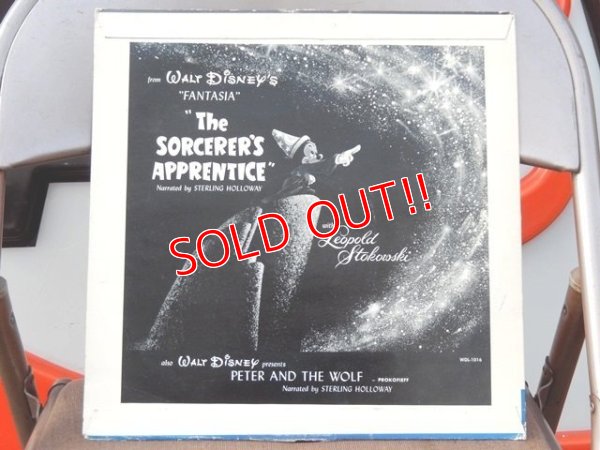 from WALT DISNEY'S
"FANTASIA"
"The
SORCERER'S
APPRENTICE"
Narrated by STERLING HOLLOWAY
SOLD OUT!!
with
Leopold
Stokowski
WDL-1016
also WALT DISNEY presents
PETER AND THE WOLF - PROKOFIEFF
Narrated by STERLING HOLLOWAY